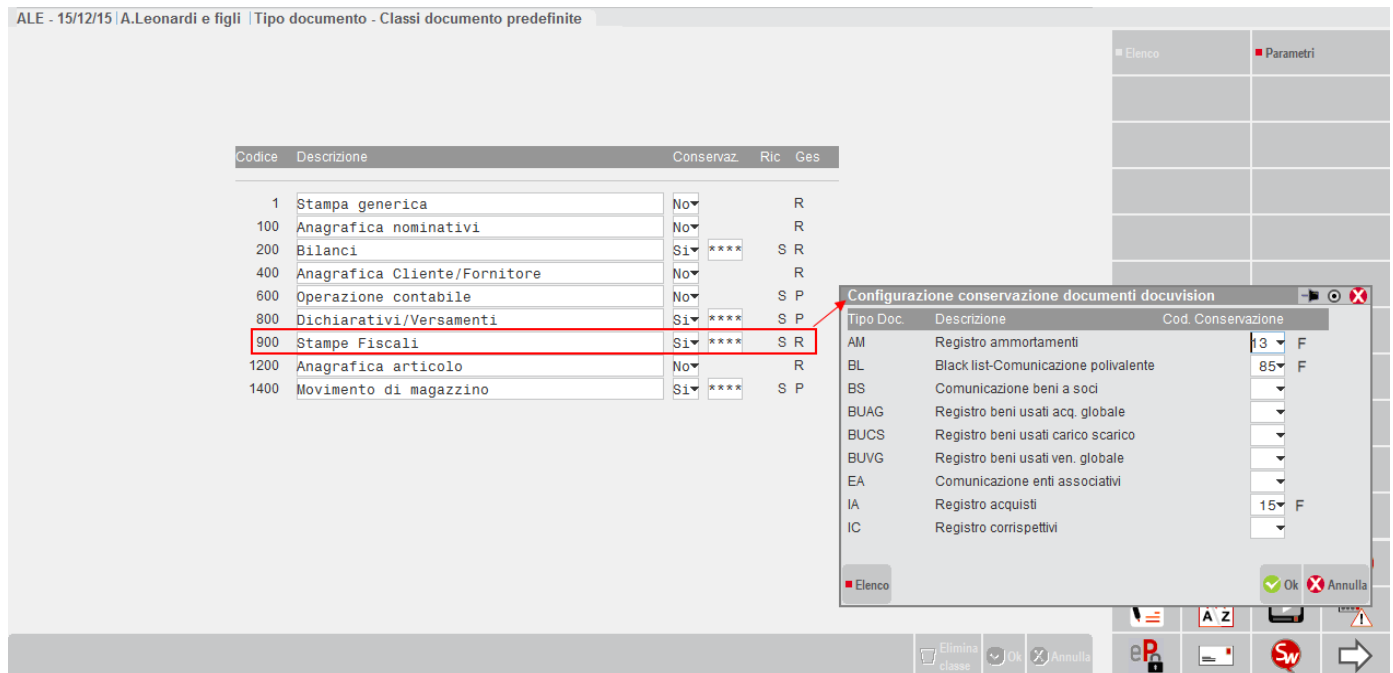 ALE - 15/12/15 | A.Leonardi e figli | Tipo documento - Classi documento predefinite
Elenco Parametri
Codice Descrizione Conservaz. Ric Ges
1 Stampa generica No R
100 Anagrafica nominativi No R
200 Bilanci Si **** S R
400 Anagrafica Cliente/Fornitore No R
600 Operazione contabile No S P
800 Dichiarativi/Versamenti Si **** S P
900 Stampe Fiscali Si **** S R
1200 Anagrafica articolo No R
1400 Movimento di magazzino Si **** S P
Configurazione conservazione documenti docuvision
Tipo Doc. Descrizione Cod. Conservazione
AM Registro ammortamenti 13 F
BL Black list-Comunicazione polivalente 85 F
BS Comunicazione beni a soci
BUAG Registro beni usati acq. globale
BUCS Registro beni usati carico scarico
BUVG Registro beni usati ven. globale
EA Comunicazione enti associativi
IA Registro acquisti 15 F
IC Registro corrispettivi
Elenco Ok Annulla
A Z
Elimina classe Ok Annulla
eP Sw